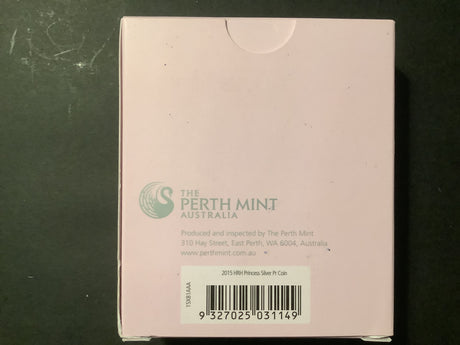 THE
PERTH MINT
AUSTRALIA
Produced and inspected by The Perth Mint
310 Hay Street, East Perth, WA 6004, Australia
www.perthmint.com.au
2015 HRH Princess Silver Pr Coin
15X81AAA
9 327025 031149